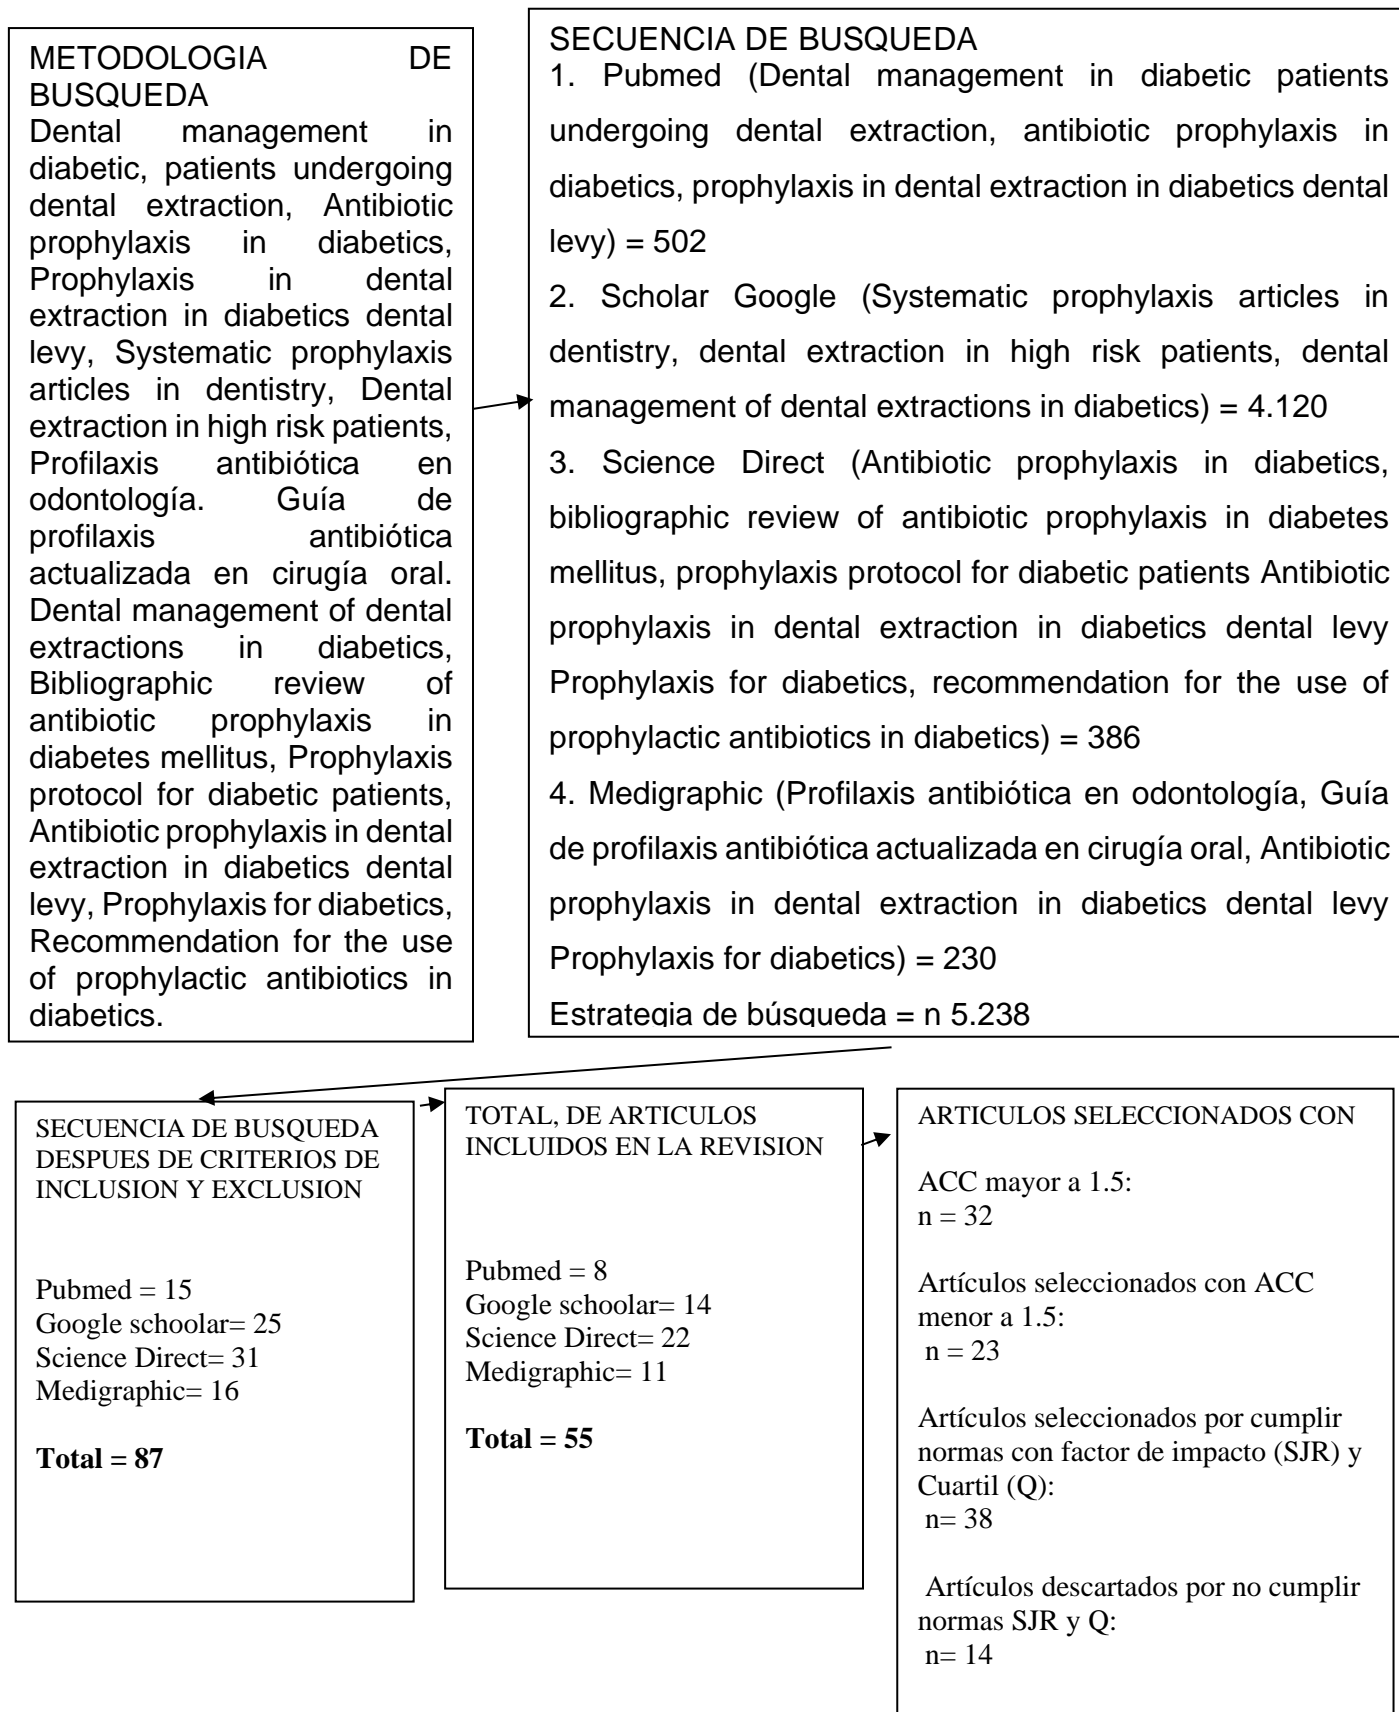 METODOLOGIA DE
BUSQUEDA
Dental management in
diabetic, patients undergoing
dental extraction, Antibiotic
prophylaxis in diabetics,
Prophylaxis in dental
extraction in diabetics dental
levy, Systematic prophylaxis
articles in dentistry, Dental
extraction in high risk patients,
Profilaxis antibiótica en
odontología. Guía de
profilaxis antibiótica
actualizada en cirugía oral.
Dental management of dental
extractions in diabetics,
Bibliographic review of
antibiotic prophylaxis in
diabetes mellitus, Prophylaxis
protocol for diabetic patients,
Antibiotic prophylaxis in dental
extraction in diabetics dental
levy, Prophylaxis for diabetics,
Recommendation for the use
of prophylactic antibiotics in
diabetics.
SECUENCIA DE BUSQUEDA
1. Pubmed (Dental management in diabetic patients
undergoing dental extraction, antibiotic prophylaxis in
diabetics, prophylaxis in dental extraction in diabetics dental
levy) = 502
2. Scholar Google (Systematic prophylaxis articles in
dentistry, dental extraction in high risk patients, dental
management of dental extractions in diabetics) = 4.120
3. Science Direct (Antibiotic prophylaxis in diabetics,
bibliographic review of antibiotic prophylaxis in diabetes
mellitus, prophylaxis protocol for diabetic patients Antibiotic
prophylaxis in dental extraction in diabetics dental levy
Prophylaxis for diabetics, recommendation for the use of
prophylactic antibiotics in diabetics) = 386
4. Medigraphic (Profilaxis antibiótica en odontología, Guía
de profilaxis antibiótica actualizada en cirugía oral, Antibiotic
prophylaxis in dental extraction in diabetics dental levy
Prophylaxis for diabetics) = 230
Estrategia de búsqueda = n 5.238
SECUENCIA DE BUSQUEDA
DESPUES DE CRITERIOS DE
INCLUSION Y EXCLUSION
Pubmed = 15
Google schoolar= 25
Science Direct= 31
Medigraphic= 16
Total = 87
TOTAL, DE ARTICULOS
INCLUIDOS EN LA REVISION
Pubmed = 8
Google schoolar= 14
Science Direct= 22
Medigraphic= 11
Total = 55
ARTICULOS SELECCIONADOS CON
ACC mayor a 1.5:
n = 32
Artículos seleccionados con ACC
menor a 1.5:
n = 23
Artículos seleccionados por cumplir
normas con factor de impacto (SJR) y
Cuartil (Q):
n= 38
Artículos descartados por no cumplir
normas SJR y Q:
n= 14